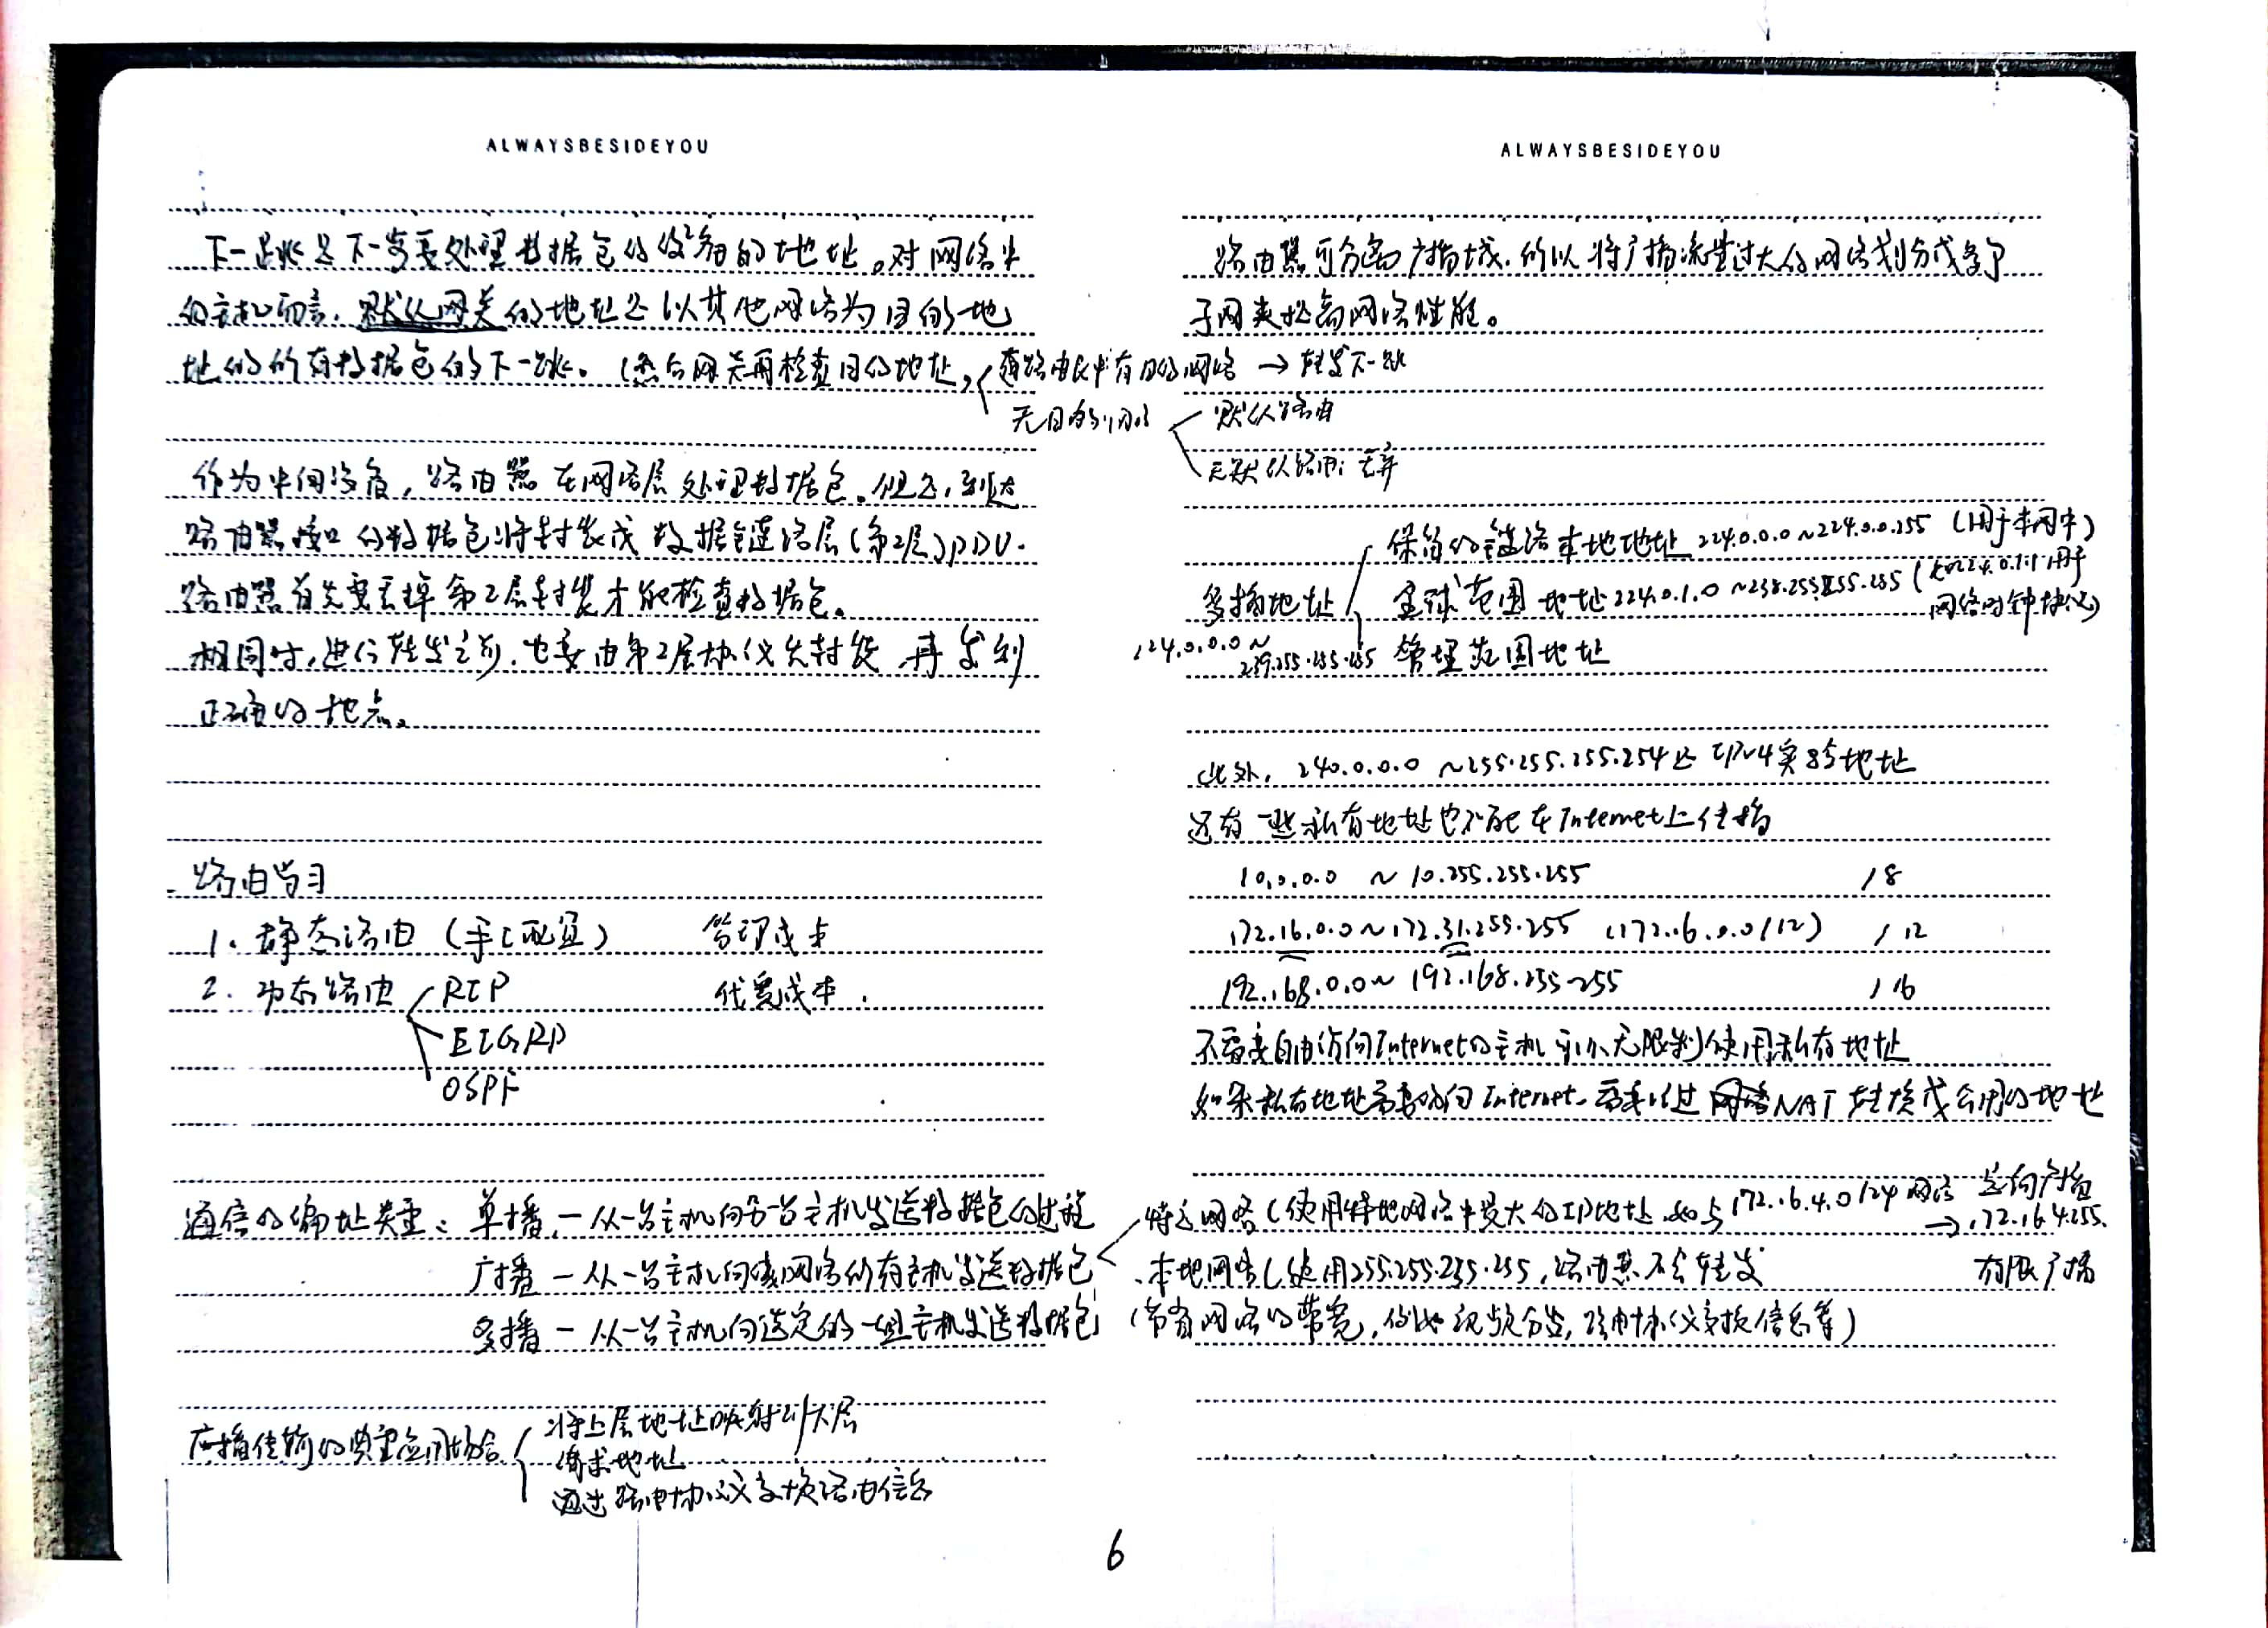 ALWAYSBESIDEYOU
下一跳是下一步要处理数据包的设备的地址。对网络中
的主机而言,默认网关的地址是以其他网络为目的地
址的所有数据包的下一跳。(然后网关再检查目的地址,
查路由表中有目的网络 → 转发下一跳
无目的网络
默认路由
无默认路由:丢弃
作为中间设备,路由器在网络层处理数据包。但是,到达
路由器接口的数据包将封装成数据链路层(第2层)PDU.
路由器首先要丢掉第2层封装才能检查数据包。
相同时,进行转发之前,也要由第2层协议先封装,再发到
正确的地点。
路由学习
1. 静态路由 (手工配置) 管理成本
2. 动态路由 RIP 代宽成本.
EIGRP
OSPF
通信的编址类型: 单播 — 从一台主机向另一台主机发送数据包的过程
广播 — 从一台主机向该网络所有主机发送数据包
多播 — 从一台主机向选定的一组主机发送数据包
广播传输的典型应用场合
将上层地址映射到下层
请求地址
通过路由协议交换路由信息
ALWAYSBESIDEYOU
路由器可分离广播域,所以将广播流量过大的网络划分成多个
子网来提高网络性能。
多播地址
224.0.0.0~
239.255.255.255
保留的链路本地地址 224.0.0.0~224.0.0.255 (用于本网中)
全球范围地址 224.0.1.0 ~238.255.255.255 (如224.0.1.1用于
网络时钟协议)
管理范围地址
此外, 240.0.0.0 ~255.255.255.254是IPv4实验地址
还有一些私有地址也不能在Internet上传播
10.0.0.0 ~ 10.255.255.255 /8
172.16.0.0~172.31.255.255 (172.16.0.0/12) /12
192.168.0.0~192.168.255.255 /16
不需要自由访问Internet的主机可以无限制使用私有地址
如果私有地址需要访问Internet,需要经过网络NAT转换成公用的地址
特定网络(使用特地网络中最大的IP地址,如与172.16.4.0/24网络 定向广播
→172.16.4.255.
本地网络(使用255.255.255.255,路由器不会转发 有限广播
(节省网络的带宽,例如视频分发,路由协议交换信息等)
6